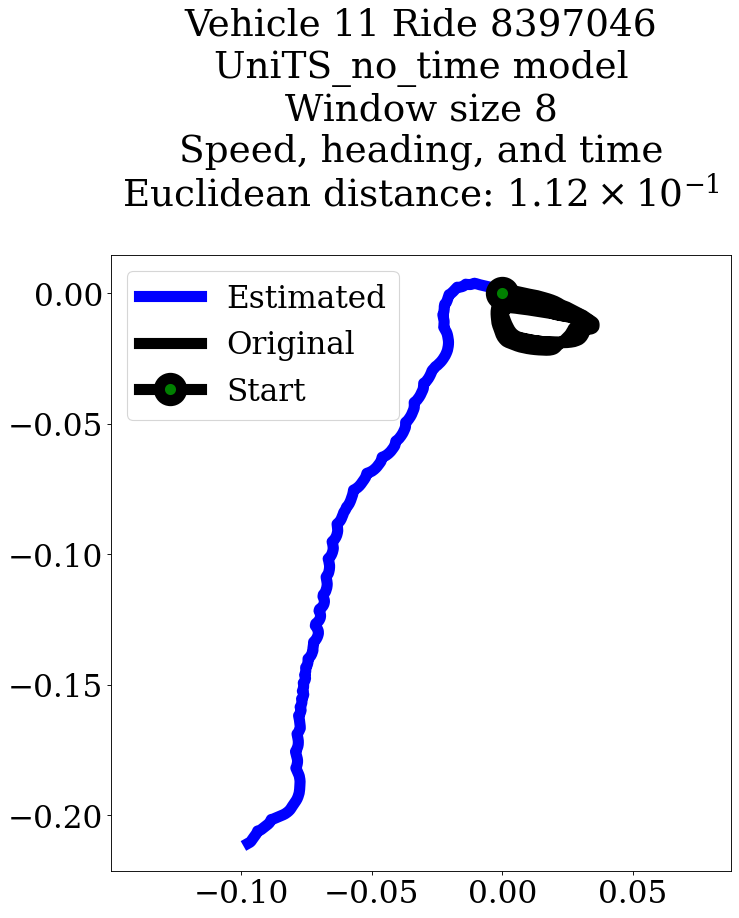 Vehicle 11 Ride 8397046
UniTS_no_time model
Window size 8
Speed, heading, and time
Euclidean distance: 1.12 × 10⁻¹
Estimated
Original
Start
0.00
−0.05
−0.10
−0.15
−0.20
−0.10 −0.05 0.00 0.05